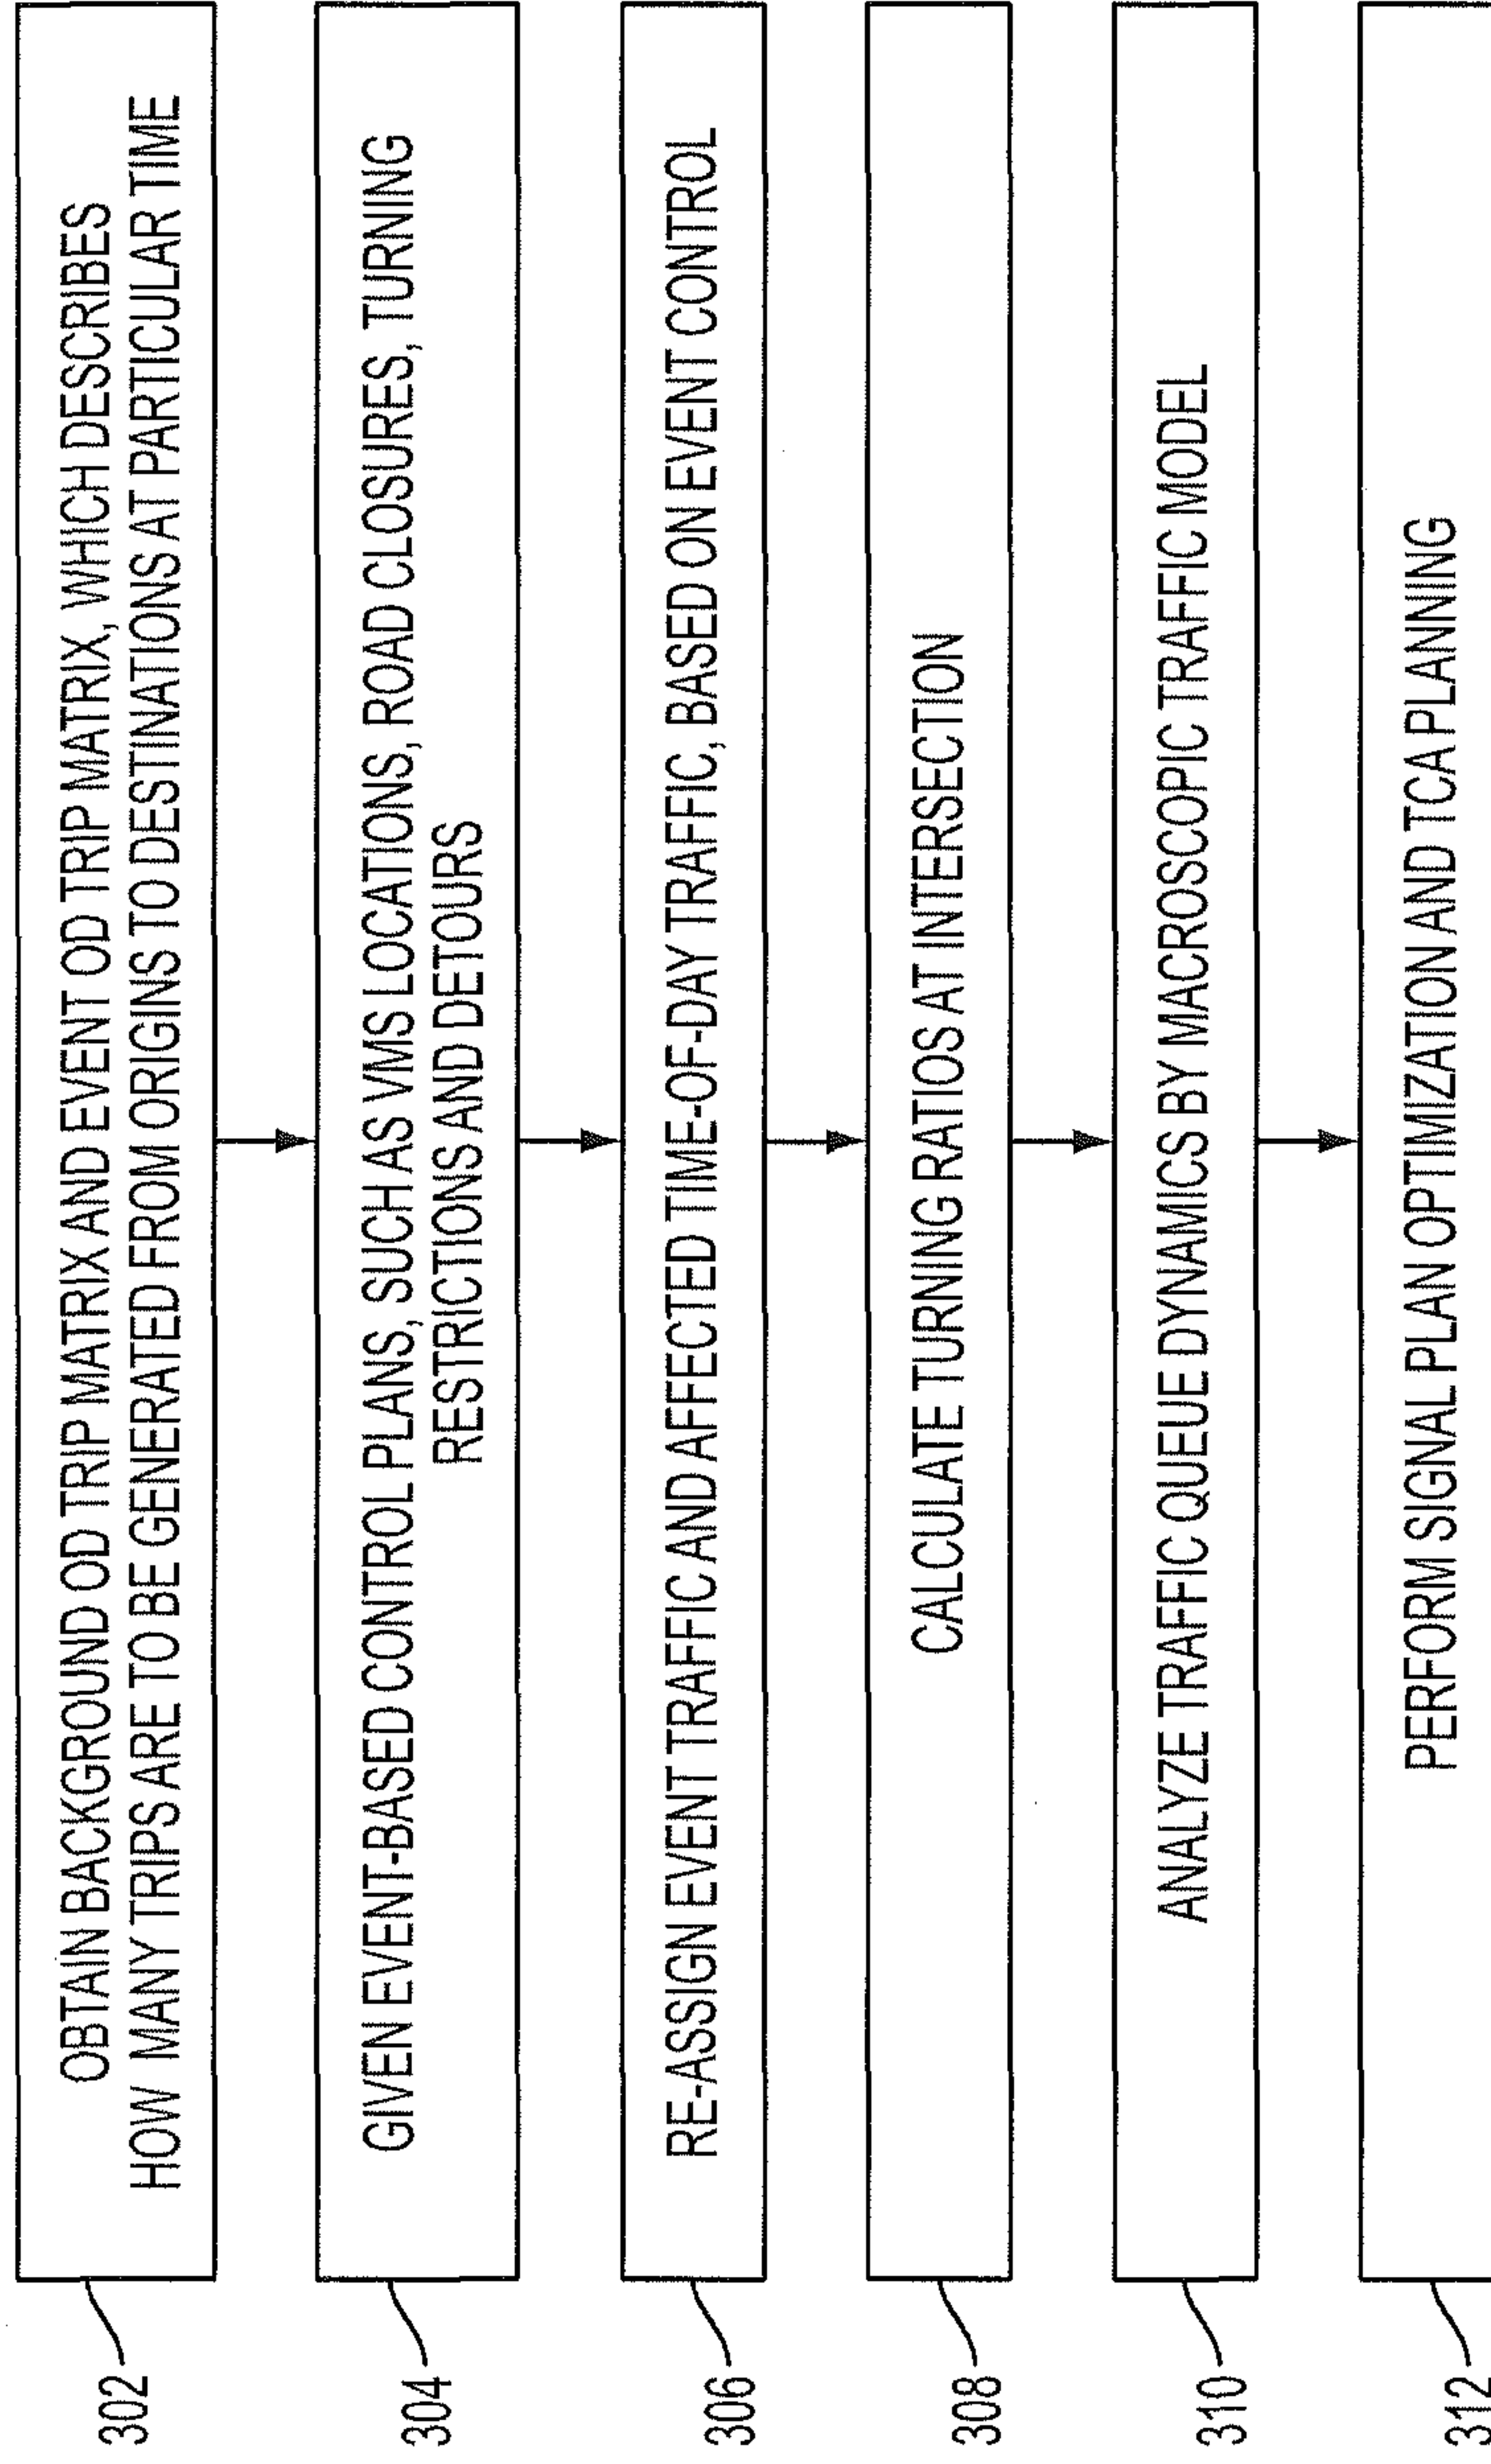 302
OBTAIN BACKGROUND OD TRIP MATRIX AND EVENT OD TRIP MATRIX, WHICH DESCRIBES
HOW MANY TRIPS ARE TO BE GENERATED FROM ORIGINS TO DESTINATIONS AT PARTICULAR TIME
304
GIVEN EVENT-BASED CONTROL PLANS, SUCH AS VMS LOCATIONS, ROAD CLOSURES, TURNING
RESTRICTIONS AND DETOURS
306
RE-ASSIGN EVENT TRAFFIC AND AFFECTED TIME-OF-DAY TRAFFIC, BASED ON EVENT CONTROL
308
CALCULATE TURNING RATIOS AT INTERSECTION
310
ANALYZE TRAFFIC QUEUE DYNAMICS BY MACROSCOPIC TRAFFIC MODEL
312
PERFORM SIGNAL PLAN OPTIMIZATION AND TCA PLANNING